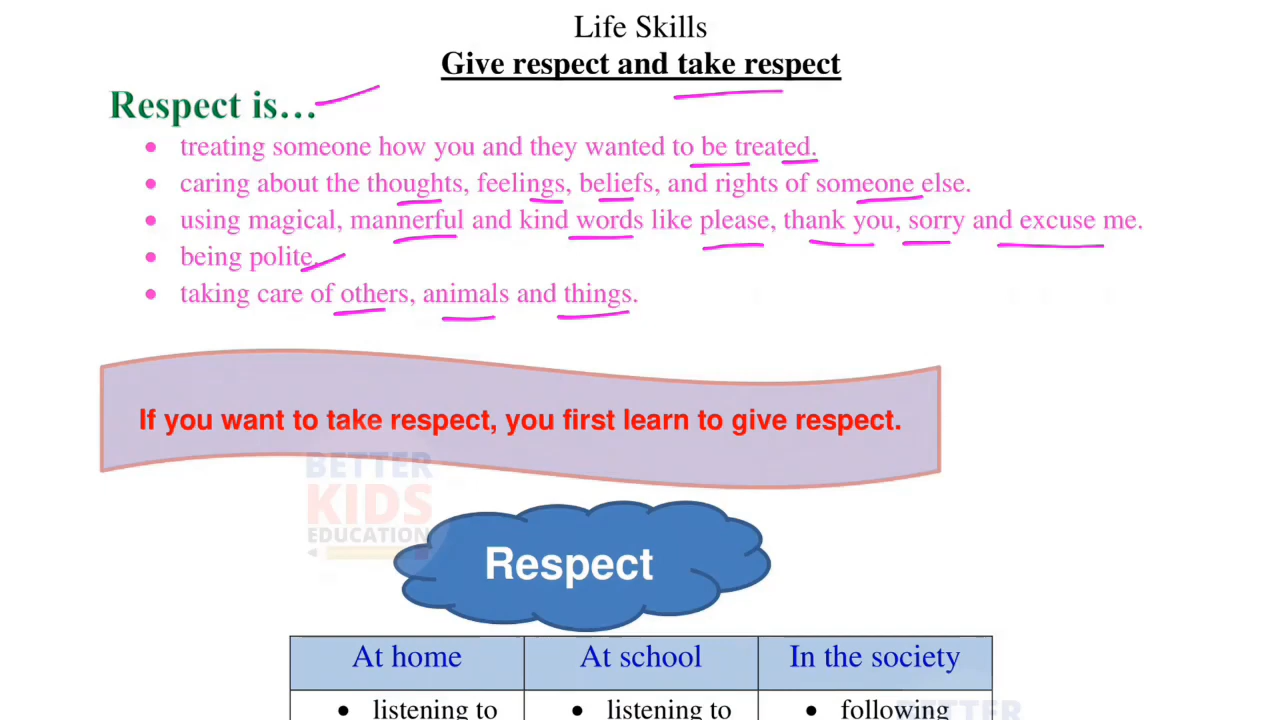 Life Skills
Give respect and take respect
Respect is…
• treating someone how you and they wanted to be treated.
• caring about the thoughts, feelings, beliefs, and rights of someone else.
• using magical, mannerful and kind words like please, thank you, sorry and excuse me.
• being polite.
• taking care of others, animals and things.
If you want to take respect, you first learn to give respect.
BETTER
KIDS
EDUCATION
Respect
At home At school In the society
• listening to • listening to • following
BETTER